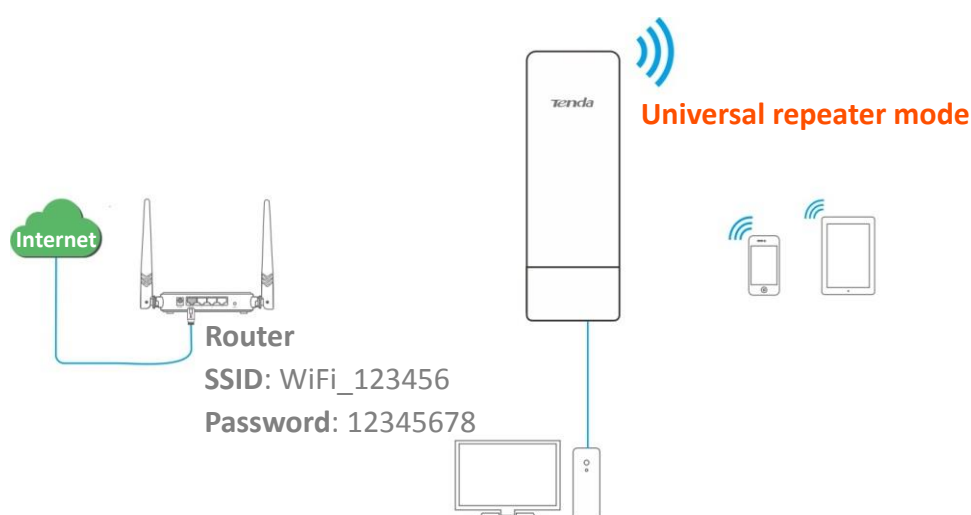 Tenda
Universal repeater mode
Internet
Router
SSID: WiFi_123456
Password: 12345678